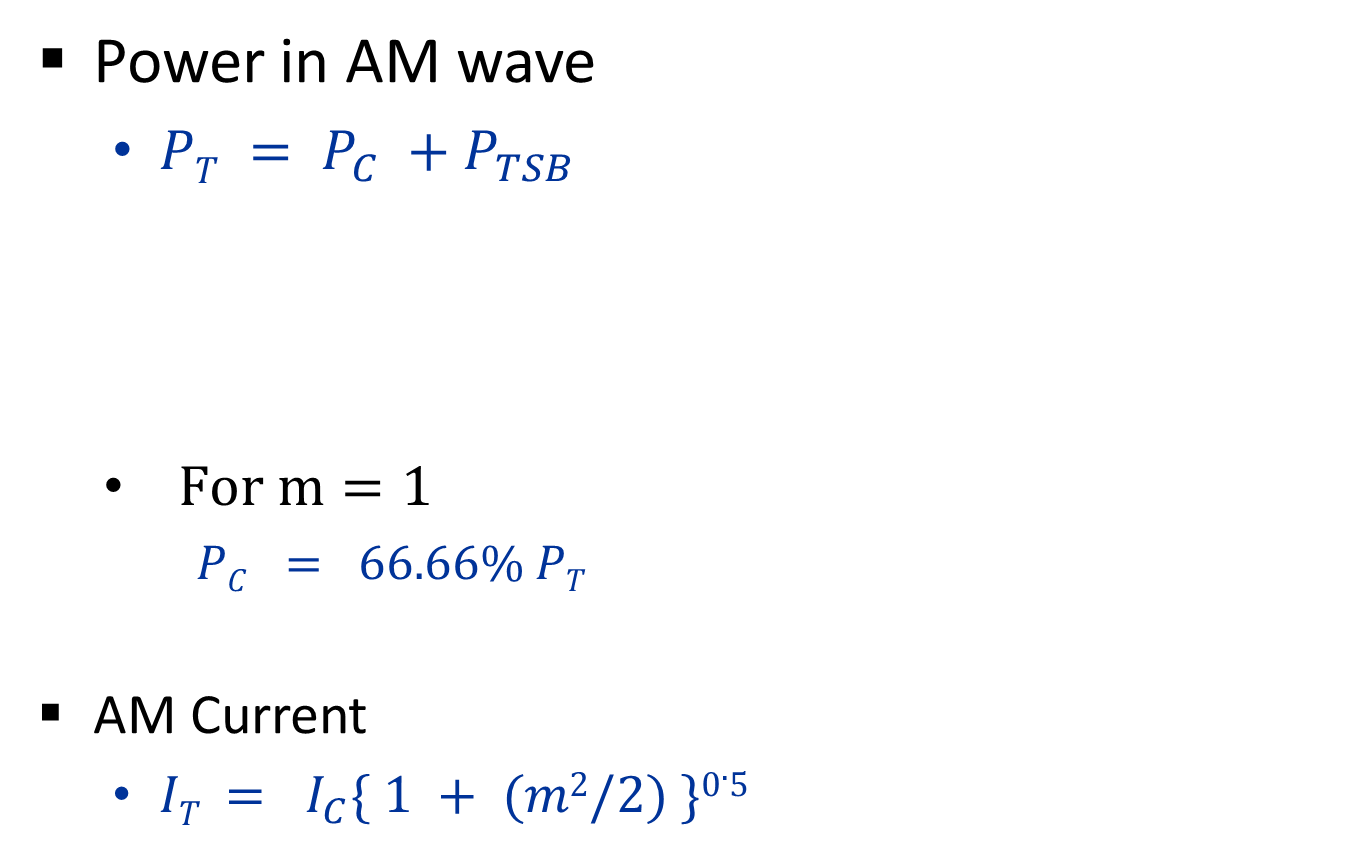 ▪ Power in AM wave
• P_T = P_C + P_TSB
• For m = 1
P_C = 66.66% P_T
▪ AM Current
• I_T = I_C{ 1 + (m²/2) }^0·5